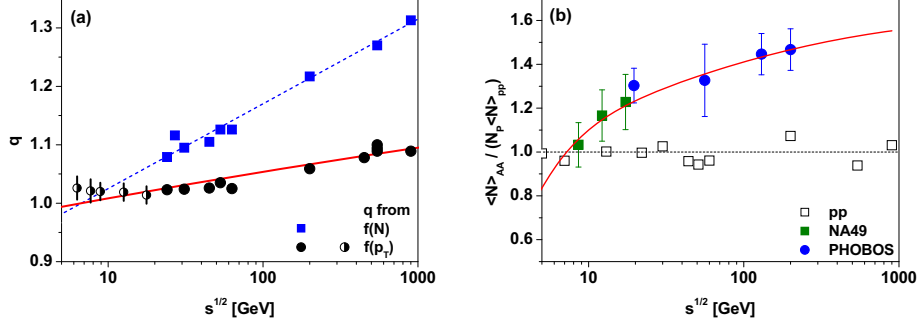 (a)
1.3
1.2
1.1
1.0
0.9
q
q from
f(N)
f(p_T)
10
100
1000
s^{1/2} [GeV]
(b)
1.6
1.4
1.2
1.0
0.8
0.6
<N>_{AA} / (N_P<N>_{pp})
pp
NA49
PHOBOS
10
100
1000
s^{1/2} [GeV]